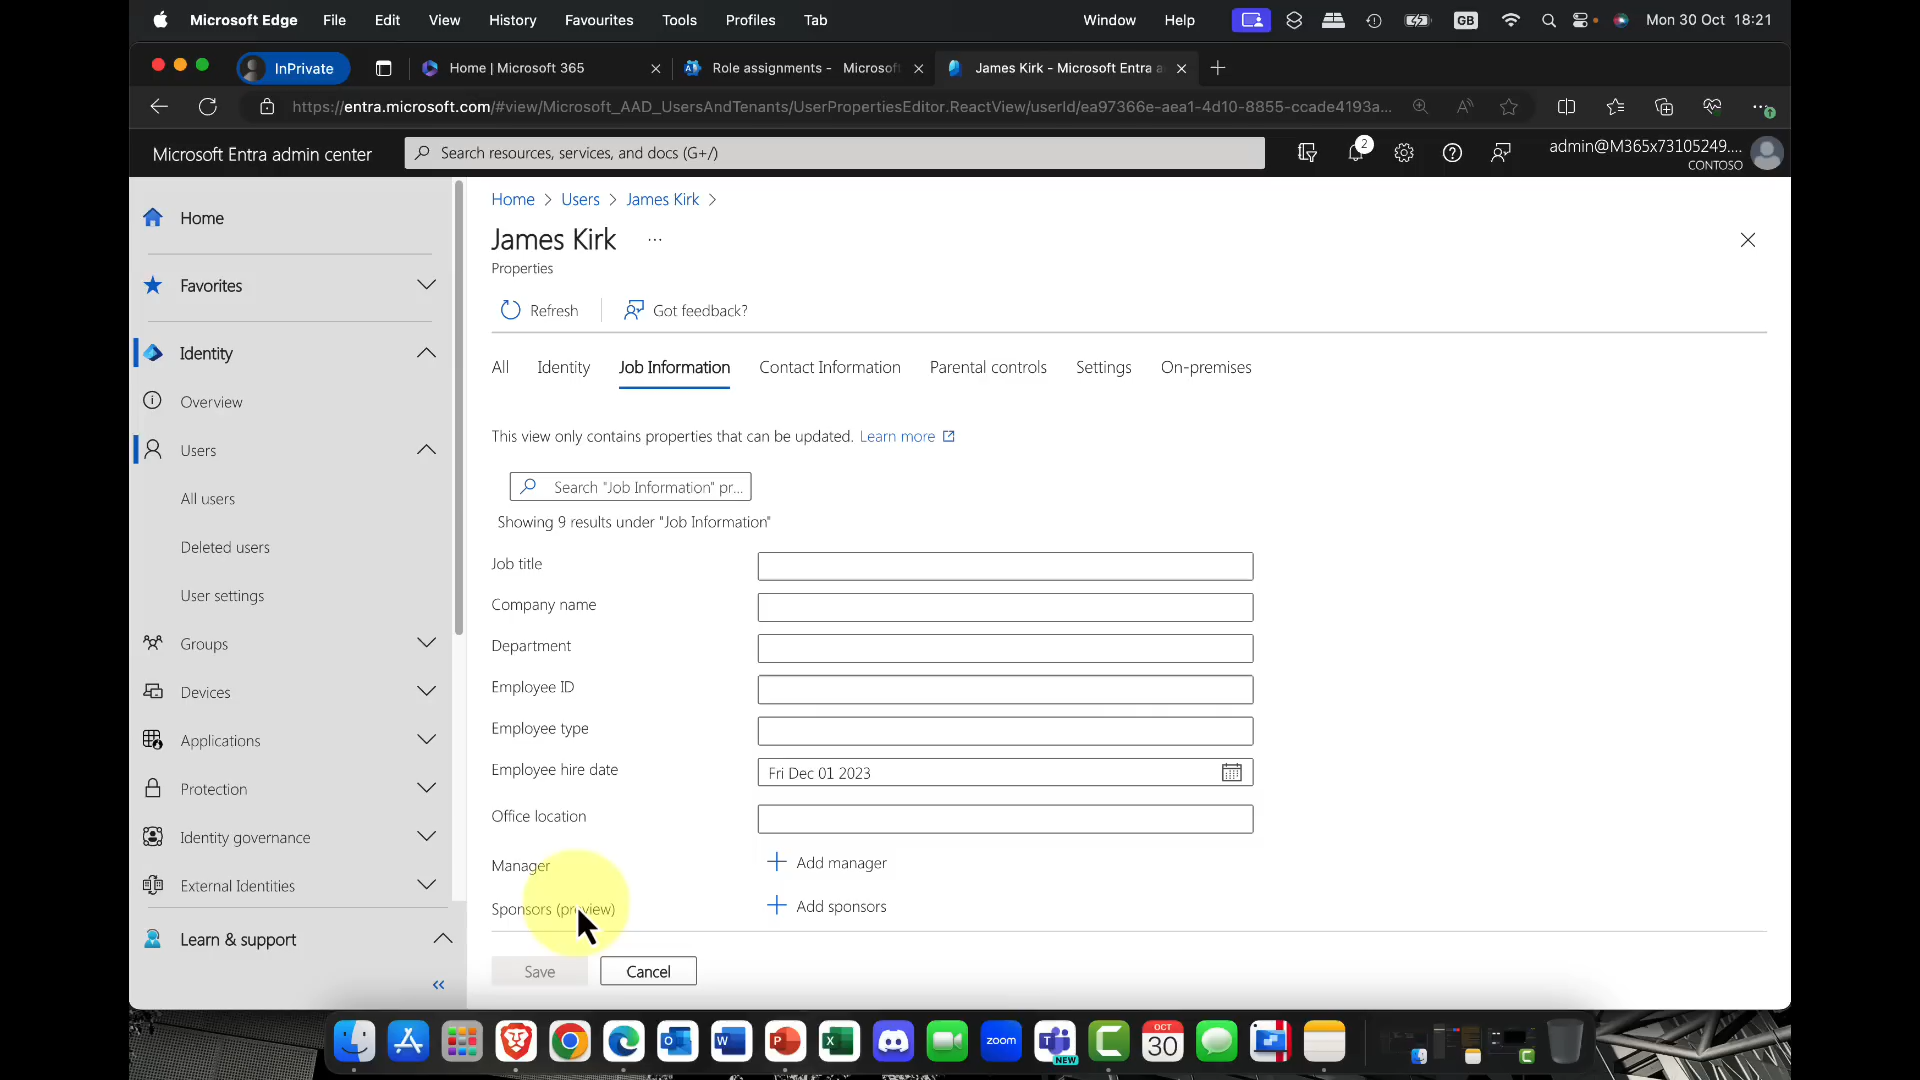 Microsoft Edge File Edit View History Favourites Tools Profiles Tab Window Help GB Mon 30 Oct 18:21
InPrivate Home | Microsoft 365 Role assignments - Microsof James Kirk - Microsoft Entra a
https://entra.microsoft.com/#view/Microsoft_AAD_UsersAndTenants/UserPropertiesEditor.ReactView/userId/ea97366e-aea1-4d10-8855-ccade4193a...
Microsoft Entra admin center
Search resources, services, and docs (G+/)
2
admin@M365x73105249....
CONTOSO
Home
Favorites
Identity
Overview
Users
All users
Deleted users
User settings
Groups
Devices
Applications
Protection
Identity governance
External Identities
Learn & support
«
Home > Users > James Kirk >
James Kirk ...
Properties
Refresh Got feedback?
All Identity Job Information Contact Information Parental controls Settings On-premises
This view only contains properties that can be updated. Learn more
Search "Job Information" pr...
Showing 9 results under "Job Information"
Job title
Company name
Department
Employee ID
Employee type
Employee hire date Fri Dec 01 2023
Office location
Manager + Add manager
Sponsors (preview) + Add sponsors
Save Cancel
O W P X zoom T NEW C OCT 30